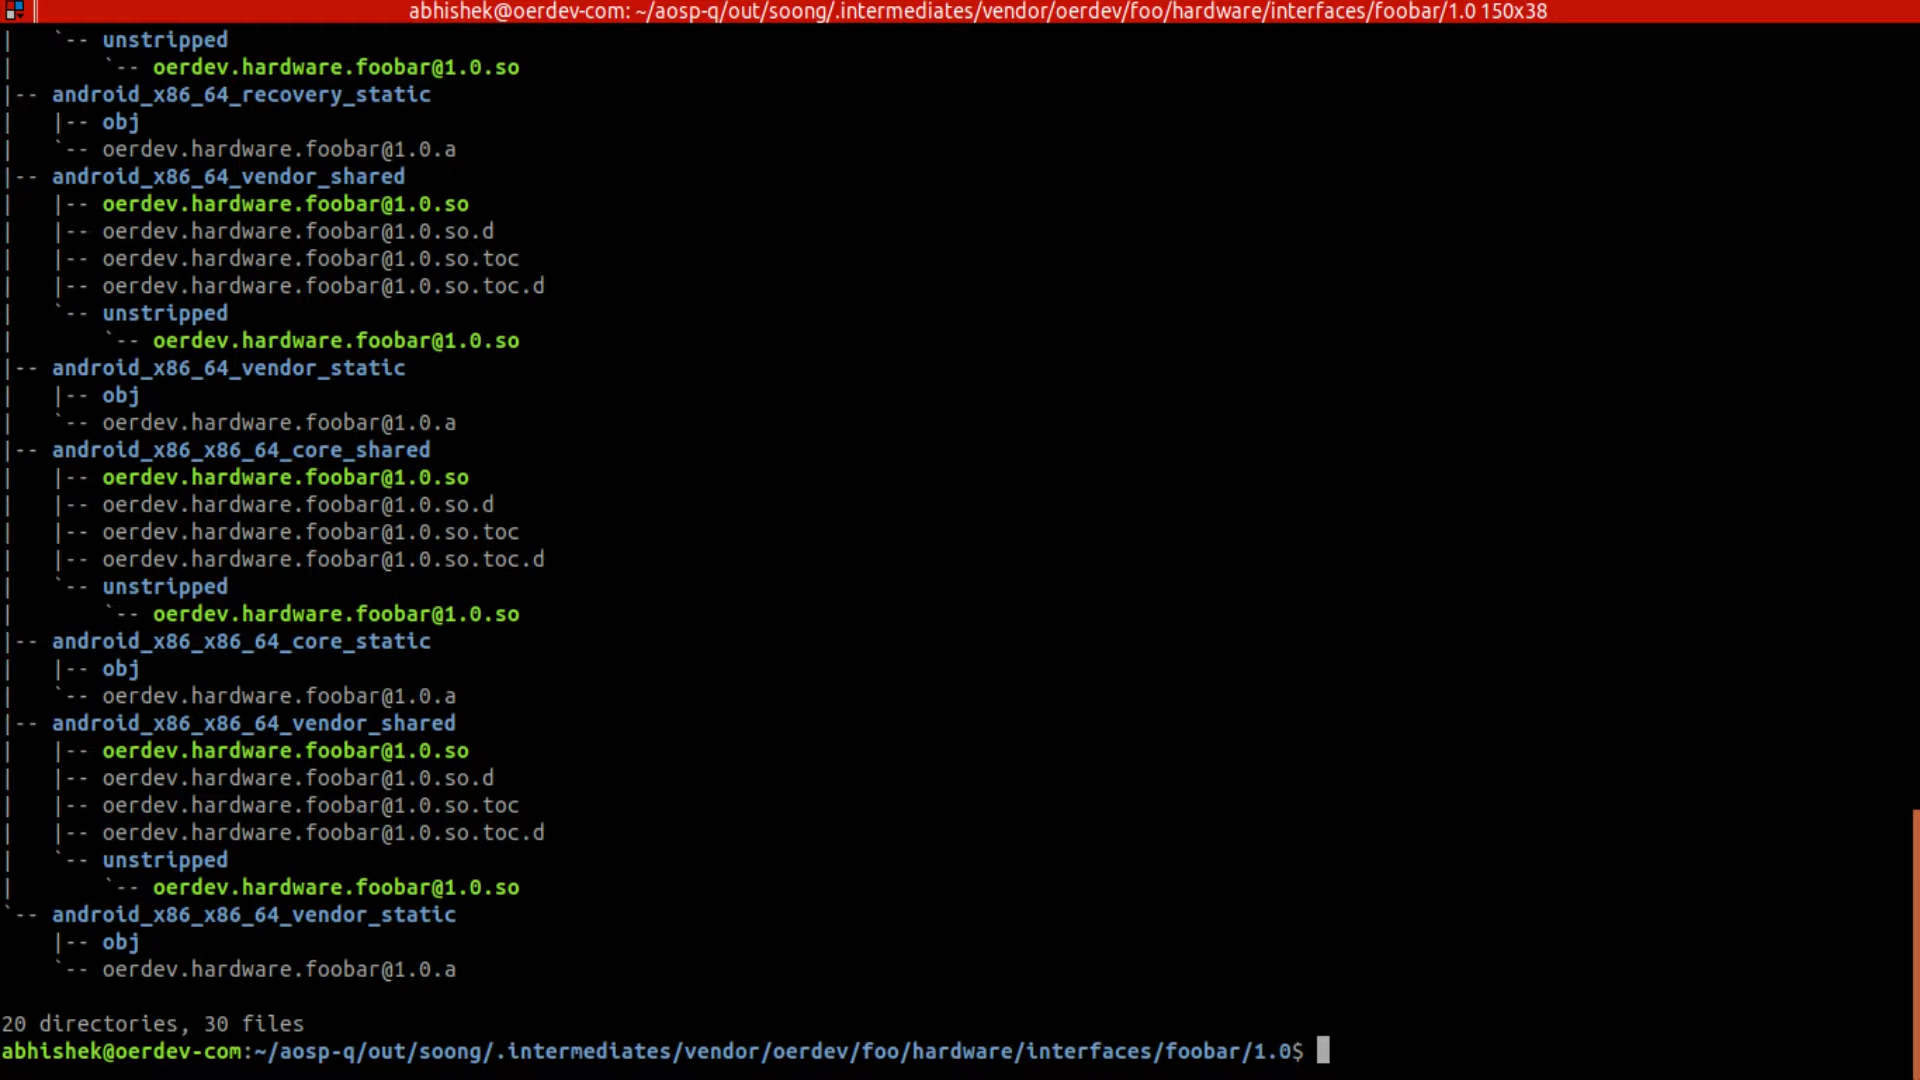 abhishek@oerdev-com: ~/aosp-q/out/soong/.intermediates/vendor/oerdev/foo/hardware/interfaces/foobar/1.0 150x38
|   `-- unstripped
|       `-- oerdev.hardware.foobar@1.0.so
|-- android_x86_64_recovery_static
|   |-- obj
|   `-- oerdev.hardware.foobar@1.0.a
|-- android_x86_64_vendor_shared
|   |-- oerdev.hardware.foobar@1.0.so
|   |-- oerdev.hardware.foobar@1.0.so.d
|   |-- oerdev.hardware.foobar@1.0.so.toc
|   |-- oerdev.hardware.foobar@1.0.so.toc.d
|   `-- unstripped
|       `-- oerdev.hardware.foobar@1.0.so
|-- android_x86_64_vendor_static
|   |-- obj
|   `-- oerdev.hardware.foobar@1.0.a
|-- android_x86_x86_64_core_shared
|   |-- oerdev.hardware.foobar@1.0.so
|   |-- oerdev.hardware.foobar@1.0.so.d
|   |-- oerdev.hardware.foobar@1.0.so.toc
|   |-- oerdev.hardware.foobar@1.0.so.toc.d
|   `-- unstripped
|       `-- oerdev.hardware.foobar@1.0.so
|-- android_x86_x86_64_core_static
|   |-- obj
|   `-- oerdev.hardware.foobar@1.0.a
|-- android_x86_x86_64_vendor_shared
|   |-- oerdev.hardware.foobar@1.0.so
|   |-- oerdev.hardware.foobar@1.0.so.d
|   |-- oerdev.hardware.foobar@1.0.so.toc
|   |-- oerdev.hardware.foobar@1.0.so.toc.d
|   `-- unstripped
|       `-- oerdev.hardware.foobar@1.0.so
`-- android_x86_x86_64_vendor_static
    |-- obj
    `-- oerdev.hardware.foobar@1.0.a
20 directories, 30 files
abhishek@oerdev-com:~/aosp-q/out/soong/.intermediates/vendor/oerdev/foo/hardware/interfaces/foobar/1.0$